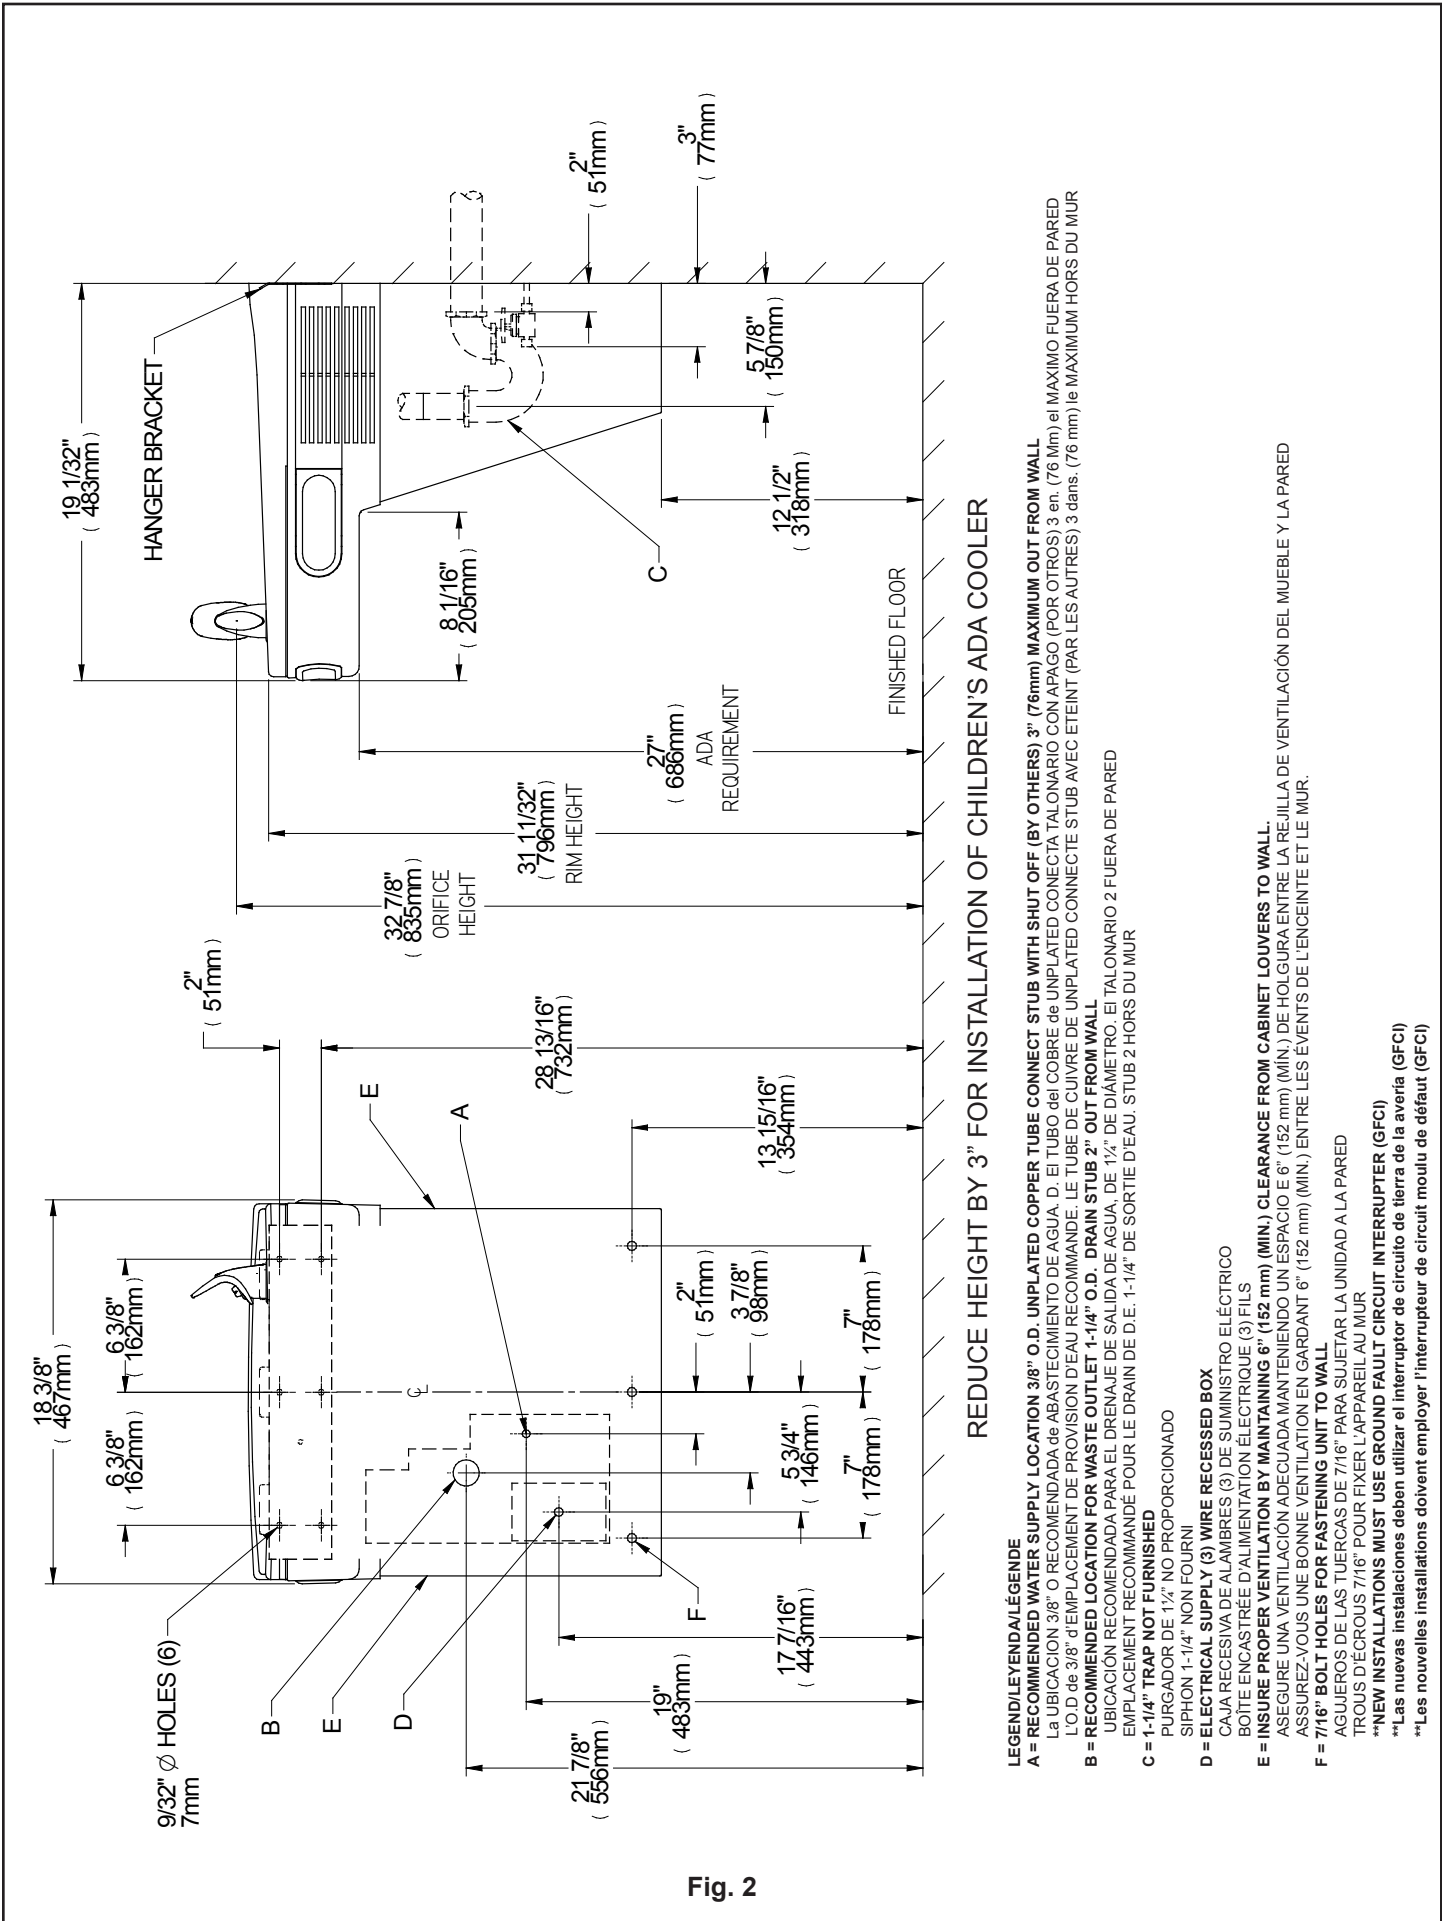 18 3/8"
( 467mm )
6 3/8"
( 162mm )
6 3/8"
( 162mm )
9/32" Ø HOLES (6)
7mm
2"
( 51mm )
28 13/16"
( 732mm )
E
A
13 15/16"
( 354mm )
B
E
D
F
CL
2"
( 51mm )
3 7/8"
( 98mm )
7"
( 178mm )
5 3/4"
( 146mm )
7"
( 178mm )
17 7/16"
( 443mm )
19"
( 483mm )
21 7/8"
( 556mm )
19 1/32"
( 483mm )
HANGER BRACKET
32 7/8"
( 835mm )
ORIFICE
HEIGHT
31 11/32"
( 796mm )
RIM HEIGHT
27"
( 686mm )
ADA
REQUIREMENT
8 1/16"
( 205mm )
C
12 1/2"
( 318mm )
5 7/8"
( 150mm )
2"
( 51mm )
3"
( 77mm )
FINISHED FLOOR
REDUCE HEIGHT BY 3” FOR INSTALLATION OF CHILDREN’S ADA COOLER
LEGEND/LEYENDA/LÉGENDE
A = RECOMMENDED WATER SUPPLY LOCATION 3/8” O.D. UNPLATED COPPER TUBE CONNECT STUB WITH SHUT OFF (BY OTHERS) 3” (76mm) MAXIMUM OUT FROM WALL
La UBICACION 3/8” O RECOMENDADA de ABASTECIMIENTO DE AGUA. D. El TUBO del COBRE de UNPLATED CONECTA TALONARIO CON APAGO (POR OTROS) 3 en. (76 Mm) el MAXIMO FUERA DE PARED
L'O.D de 3/8” d'EMPLACEMENT DE PROVISION D'EAU RECOMMANDE. LE TUBE DE CUIVRE DE UNPLATED CONNECTE STUB AVEC ETEINT (PAR LES AUTRES) 3 dans. (76 mm) le MAXIMUM HORS DU MUR
B = RECOMMENDED LOCATION FOR WASTE OUTLET 1-1/4” O.D. DRAIN STUB 2” OUT FROM WALL
UBICACIÓN RECOMENDADA PARA EL DRENAJE DE SALIDA DE AGUA, DE 1¼” DE DIÁMETRO. El TALONARIO 2 FUERA DE PARED
EMPLACEMENT RECOMMANDÉ POUR LE DRAIN DE D.E. 1-1/4” DE SORTIE D'EAU. STUB 2 HORS DU MUR
C = 1-1/4” TRAP NOT FURNISHED
PURGADOR DE 1¼” NO PROPORCIONADO
SIPHON 1-1/4” NON FOURNI
D = ELECTRICAL SUPPLY (3) WIRE RECESSED BOX
CAJA RECESIVA DE ALAMBRES (3) DE SUMINISTRO ELÉCTRICO
BOÎTE ENCASTRÉE D'ALIMENTATION ÉLECTRIQUE (3) FILS
E = INSURE PROPER VENTILATION BY MAINTAINING 6” (152 mm) (MIN.) CLEARANCE FROM CABINET LOUVERS TO WALL.
ASEGURE UNA VENTILACIÓN ADECUADA MANTENIENDO UN ESPACIO E 6” (152 mm) (MÍN.) DE HOLGURA ENTRE LA REJILLA DE VENTILACIÓN DEL MUEBLE Y LA PARED
ASSUREZ-VOUS UNE BONNE VENTILATION EN GARDANT 6” (152 mm) (MIN.) ENTRE LES ÉVENTS DE L'ENCEINTE ET LE MUR.
F = 7/16” BOLT HOLES FOR FASTENING UNIT TO WALL
AGUJEROS DE LAS TUERCAS DE 7/16” PARA SUJETAR LA UNIDAD A LA PARED
TROUS D'ÉCROUS 7/16” POUR FIXER L'APPAREIL AU MUR
**NEW INSTALLATIONS MUST USE GROUND FAULT CIRCUIT INTERRUPTER (GFCI)
**Las nuevas instalaciones deben utilizar el interruptor de circuito de tierra de la avería (GFCI)
**Les nouvelles installations doivent employer l'interrupteur de circuit moulu de défaut (GFCI)
Fig. 2